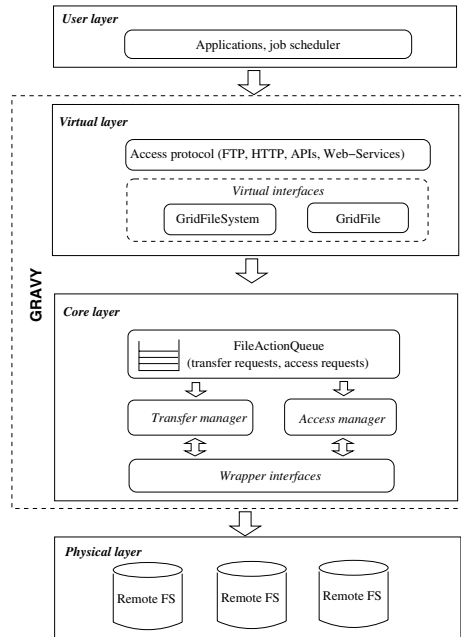 User layer
Applications, job scheduler
Virtual layer
Access protocol (FTP, HTTP, APIs, Web−Services)
Virtual interfaces
GridFileSystem
GridFile
GRAVY
Core layer
FileActionQueue
(transfer requests, access requests)
Transfer manager
Access manager
Wrapper interfaces
Physical layer
Remote FS
Remote FS
Remote FS